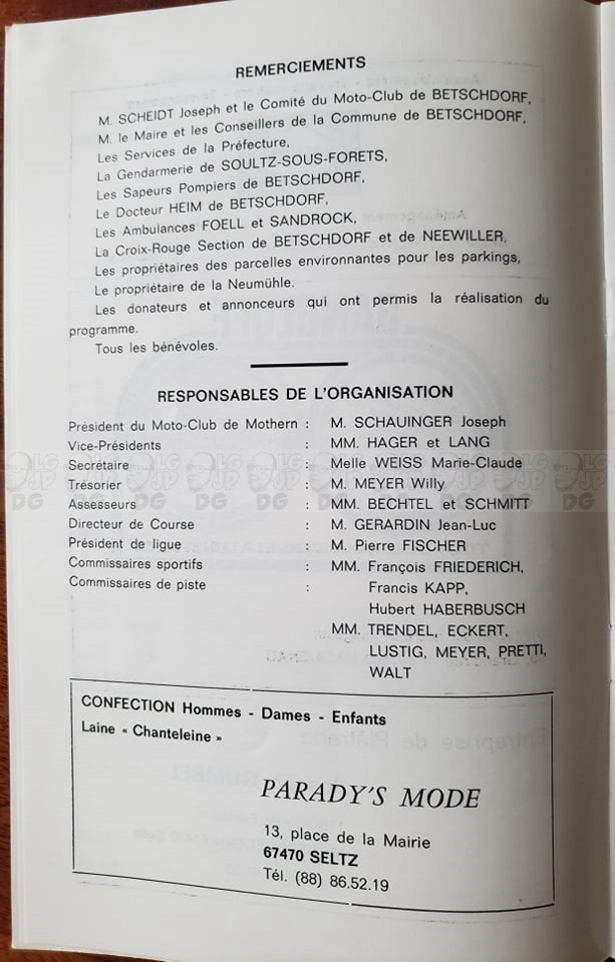 REMERCIEMENTS
M. SCHEIDT Joseph et le Comité du Moto-Club de BETSCHDORF,
M. le Maire et les Conseillers de la Commune de BETSCHDORF,
Les Services de la Préfecture,
La Gendarmerie de SOULTZ-SOUS-FORETS,
Les Sapeurs Pompiers de BETSCHDORF,
Le Docteur HEIM de BETSCHDORF,
Les Ambulances FOELL et SANDROCK,
La Croix-Rouge Section de BETSCHDORF et de NEEWILLER,
Les propriétaires des parcelles environnantes pour les parkings,
Le propriétaire de la Neumühle.
Les donateurs et annonceurs qui ont permis la réalisation du
programme.
Tous les bénévoles.
RESPONSABLES DE L'ORGANISATION
Président du Moto-Club de Mothern : M. SCHAUINGER Joseph
Vice-Présidents : MM. HAGER et LANG
Secrétaire : Melle WEISS Marie-Claude
Trésorier : M. MEYER Willy
Assesseurs : MM. BECHTEL et SCHMITT
Directeur de Course : M. GERARDIN Jean-Luc
Président de ligue : M. Pierre FISCHER
Commissaires sportifs : MM. François FRIEDERICH,
Commissaires de piste : Francis KAPP,
Hubert HABERBUSCH
MM. TRENDEL, ECKERT,
LUSTIG, MEYER, PRETTI,
WALT
CONFECTION Hommes - Dames - Enfants
Laine « Chanteleine »
PARADY'S MODE
13, place de la Mairie
67470 SELTZ
Tél. (88) 86.52.19